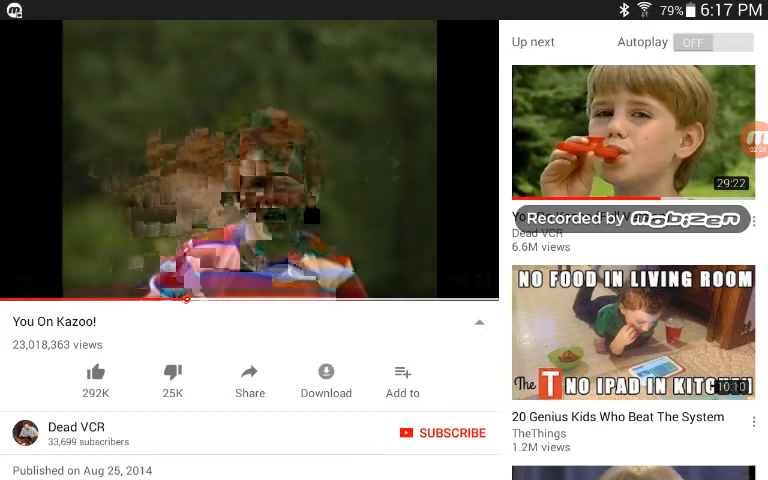 79% 6:17 PM
Up next
Autoplay OFF
29:22
02:28
Recorded by mobizen
Dead VCR
6.6M views
You On Kazoo!
23,018,363 views
292K
25K
Share
Download
Add to
Dead VCR
33,699 subscribers
SUBSCRIBE
Published on Aug 25, 2014
NO FOOD IN LIVING ROOM
The T NO IPAD IN KITCHEN
10:10
20 Genius Kids Who Beat The System
TheThings
1.2M views